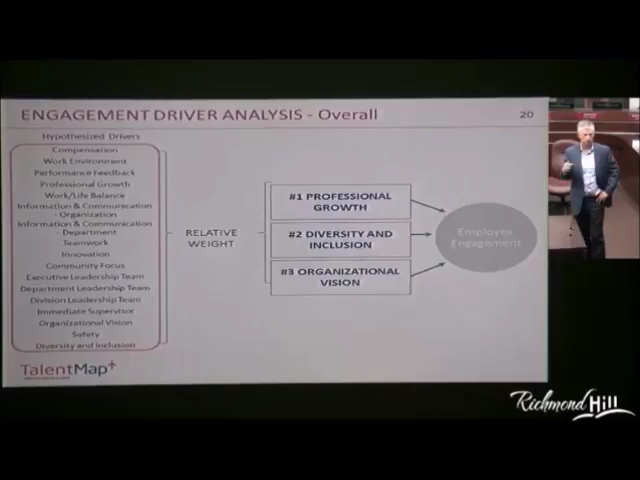 ENGAGEMENT DRIVER ANALYSIS - Overall
20
Hypothesized Drivers
Compensation
Work Environment
Performance Feedback
Professional Growth
Work/Life Balance
Information & Communication
- Organization
Information & Communication
- Department
Teamwork
Innovation
Community Focus
Executive Leadership Team
Department Leadership Team
Division Leadership Team
Immediate Supervisor
Organizational Vision
Safety
Diversity and Inclusion
RELATIVE
WEIGHT
#1 PROFESSIONAL
GROWTH
#2 DIVERSITY AND
INCLUSION
#3 ORGANIZATIONAL
VISION
Employee
Engagement
TalentMap
Richmond Hill